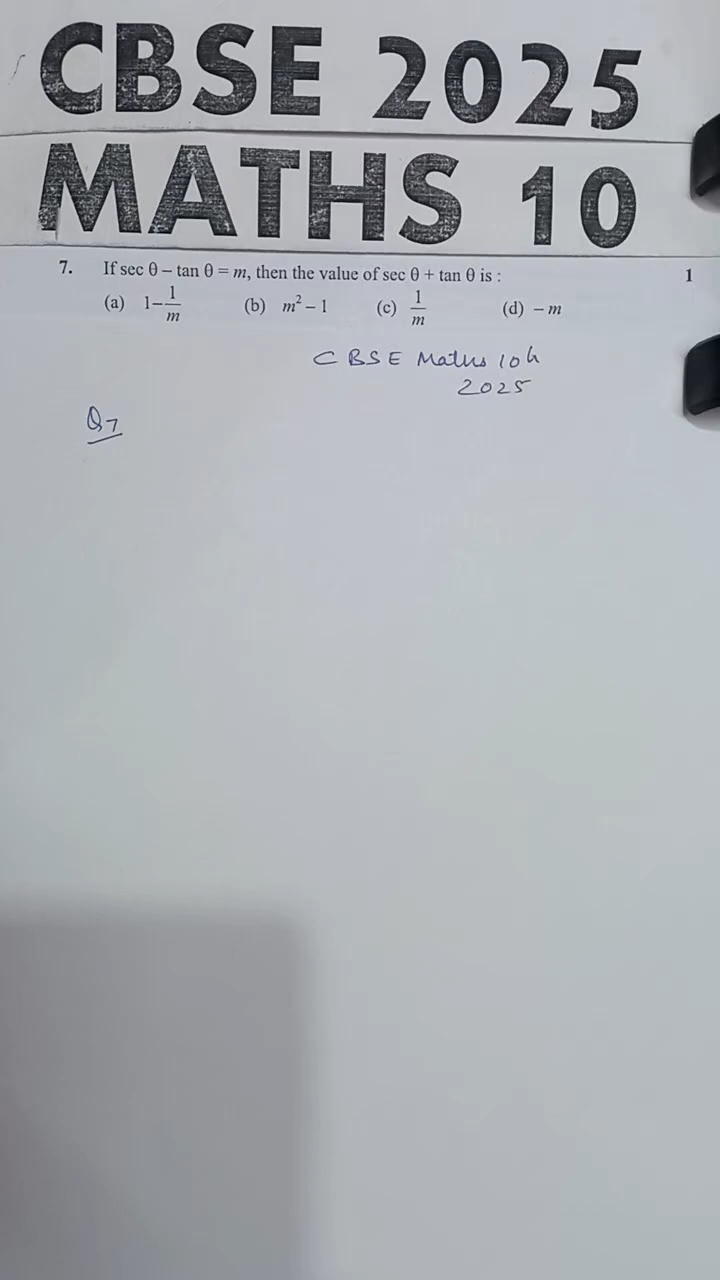 CBSE 2025
MATHS 10
7. If sec θ – tan θ = m, then the value of sec θ + tan θ is : 1
(a) 1–1/m (b) m² – 1 (c) 1/m (d) – m
CBSE Maths 10h
2025
Q7